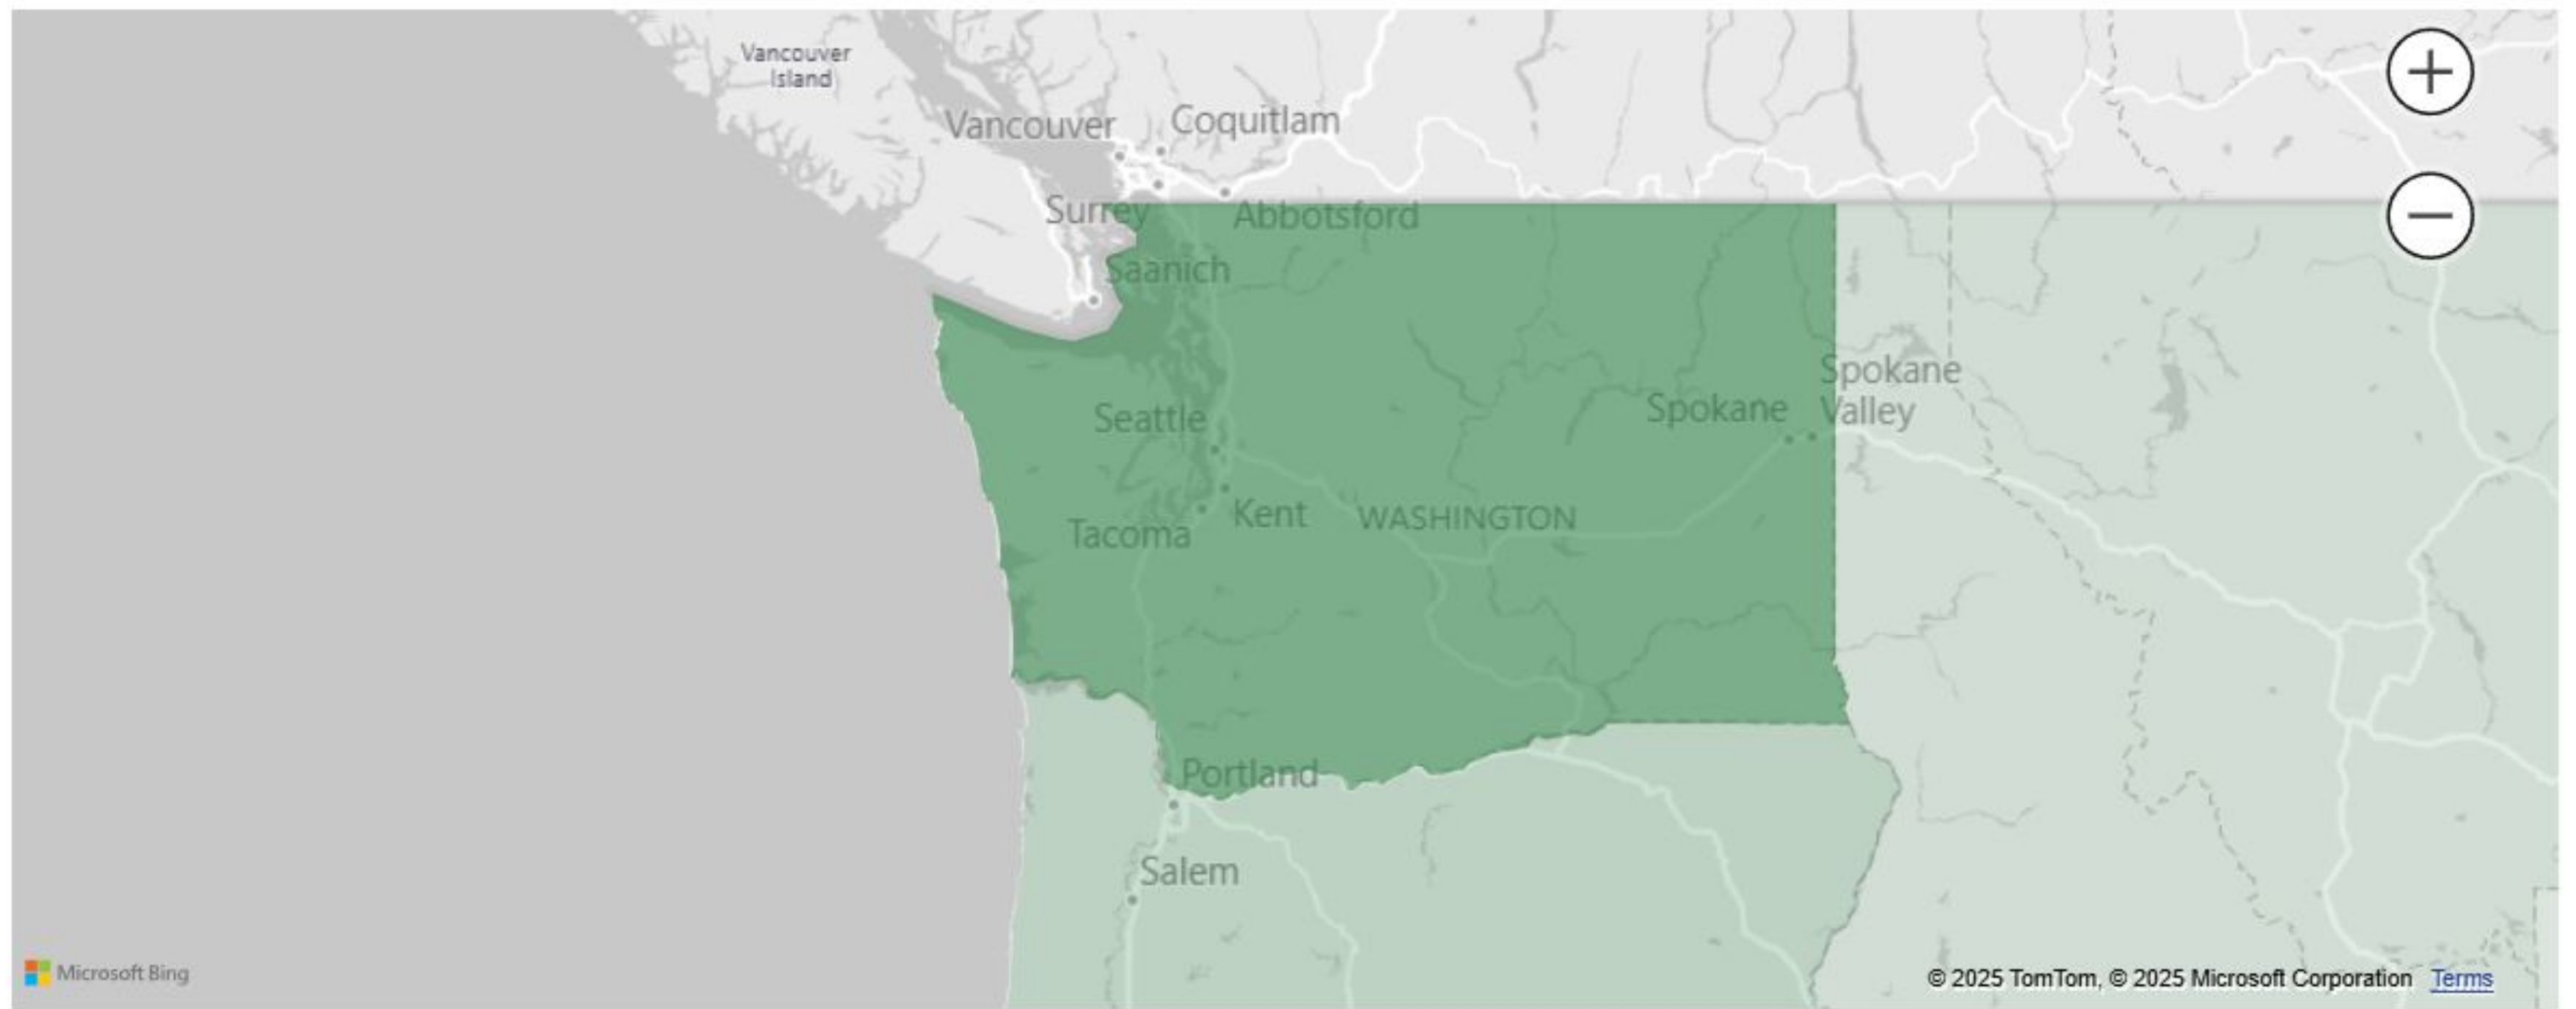 Vancouver
Island
Vancouver
Coquitlam
Surrey
Abbotsford
Saanich
Seattle
Spokane
Spokane
Valley
Kent
WASHINGTON
Tacoma
Portland
Salem
Microsoft Bing
© 2025 TomTom, © 2025 Microsoft Corporation Terms